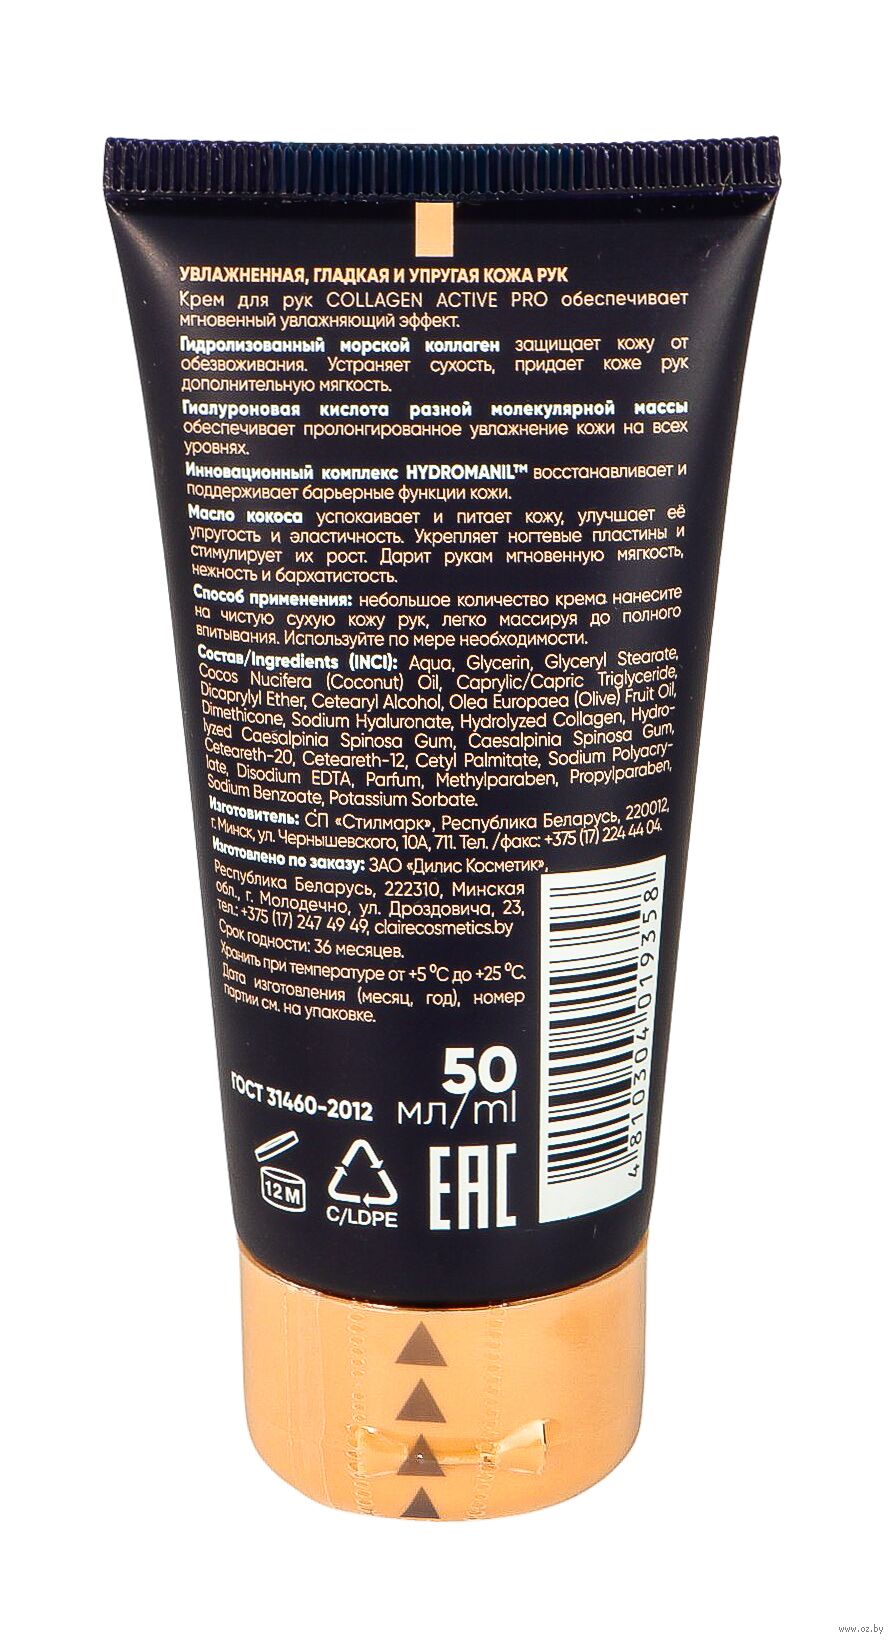 УВЛАЖНЕННАЯ, ГЛАДКАЯ И УПРУГАЯ КОЖА РУК
Крем для рук COLLAGEN ACTIVE PRO обеспечивает
мгновенный увлажняющий эффект.
Гидролизованный морской коллаген защищает кожу от
обезвоживания. Устраняет сухость, придает коже рук
дополнительную мягкость.
Гиалуроновая кислота разной молекулярной массы
обеспечивает пролонгированное увлажнение кожи на всех
уровнях.
Инновационный комплекс HYDROMANIL™ восстанавливает и
поддерживает барьерные функции кожи.
Масло кокоса успокаивает и питает кожу, улучшает её
упругость и эластичность. Укрепляет ногтевые пластины и
стимулирует их рост. Дарит рукам мгновенную мягкость,
нежность и бархатистость.
Способ применения: небольшое количество крема нанесите
на чистую сухую кожу рук, легко массируя до полного
впитывания. Используйте по мере необходимости.
Состав/Ingredients (INCI): Aqua, Glycerin, Glyceryl Stearate,
Cocos Nucifera (Coconut) Oil, Caprylic/Capric Triglyceride,
Dicaprylyl Ether, Cetearyl Alcohol, Olea Europaea (Olive) Fruit Oil,
Dimethicone, Sodium Hyaluronate, Hydrolyzed Collagen, Hydro-
lyzed Caesalpinia Spinosa Gum, Caesalpinia Spinosa Gum,
Ceteareth-20, Ceteareth-12, Cetyl Palmitate, Sodium Polyacry-
late, Disodium EDTA, Parfum, Methylparaben, Propylparaben,
Sodium Benzoate, Potassium Sorbate.
Изготовитель: СП «Стилмарк», Республика Беларусь, 220012,
г. Минск, ул. Чернышевского, 10А, 711. Тел. /факс: +375 (17) 224 44 04.
Изготовлено по заказу: ЗАО «Дилис Косметик»,
Республика Беларусь, 222310, Минская
обл., г. Молодечно, ул. Дроздовича, 23,
тел.: +375 (17) 247 49 49, clairecosmetics.by
Срок годности: 36 месяцев.
Хранить при температуре от +5 °С до +25 °С.
Дата изготовления (месяц, год), номер
партии см. на упаковке.
4 810304 019358
ГОСТ 31460-2012
50
мл/ml
12 M
C/LDPE
EAC
www.oz.by